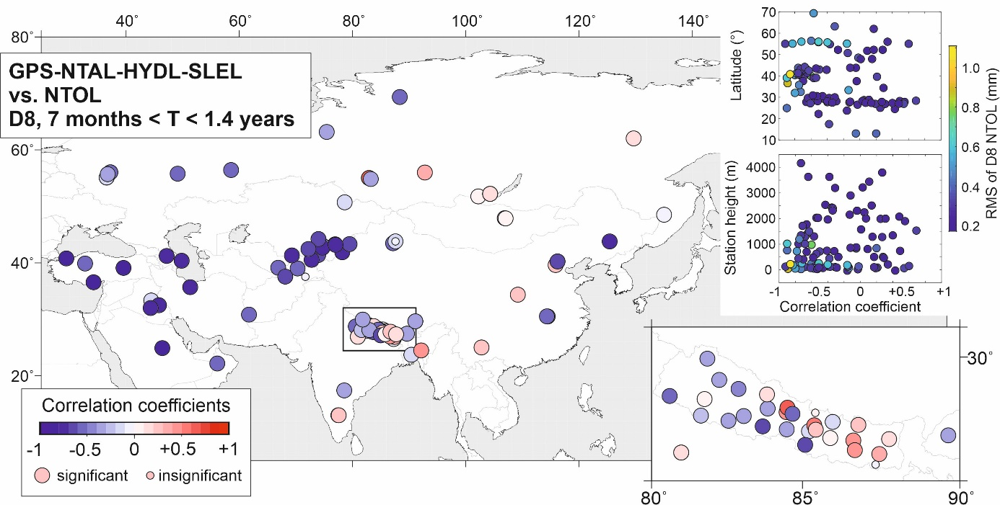 40° 60° 80° 100° 120° 140°
80°
60°
40°
20°
GPS-NTAL-HYDL-SLEL
vs. NTOL
D8, 7 months < T < 1.4 years
Correlation coefficients
-1 -0.5 0 +0.5 +1
significant insignificant
Latitude (°)
70
60
50
40
30
20
10
Station height (m)
4000
3000
2000
1000
0
-1 -0.5 0 +0.5 +1
Correlation coefficient
1.0
0.8
0.6
0.4
0.2
RMS of D8 NTOL (mm)
30°
80° 85° 90°